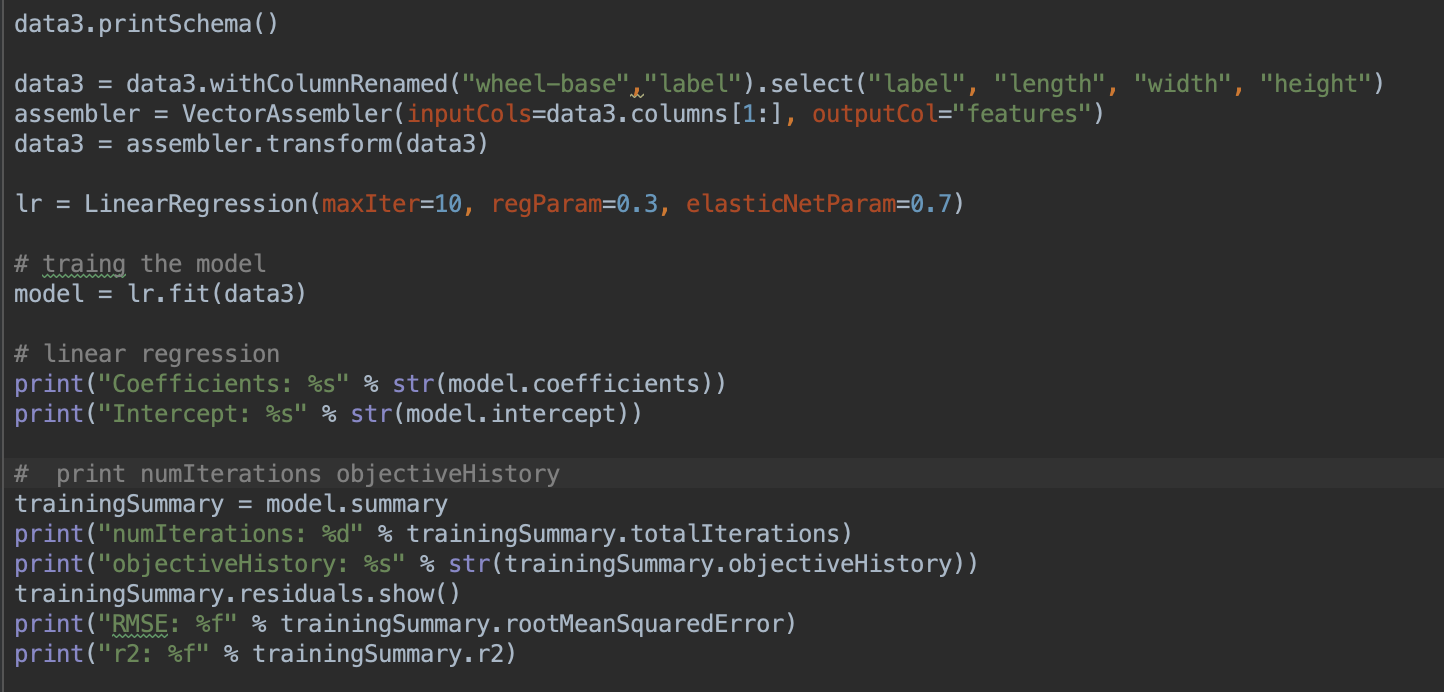 data3.printSchema()
data3 = data3.withColumnRenamed("wheel-base","label").select("label", "length", "width", "height")
assembler = VectorAssembler(inputCols=data3.columns[1:], outputCol="features")
data3 = assembler.transform(data3)
lr = LinearRegression(maxIter=10, regParam=0.3, elasticNetParam=0.7)
# traing the model
model = lr.fit(data3)
# linear regression
print("Coefficients: %s" % str(model.coefficients))
print("Intercept: %s" % str(model.intercept))
#  print numIterations objectiveHistory
trainingSummary = model.summary
print("numIterations: %d" % trainingSummary.totalIterations)
print("objectiveHistory: %s" % str(trainingSummary.objectiveHistory))
trainingSummary.residuals.show()
print("RMSE: %f" % trainingSummary.rootMeanSquaredError)
print("r2: %f" % trainingSummary.r2)